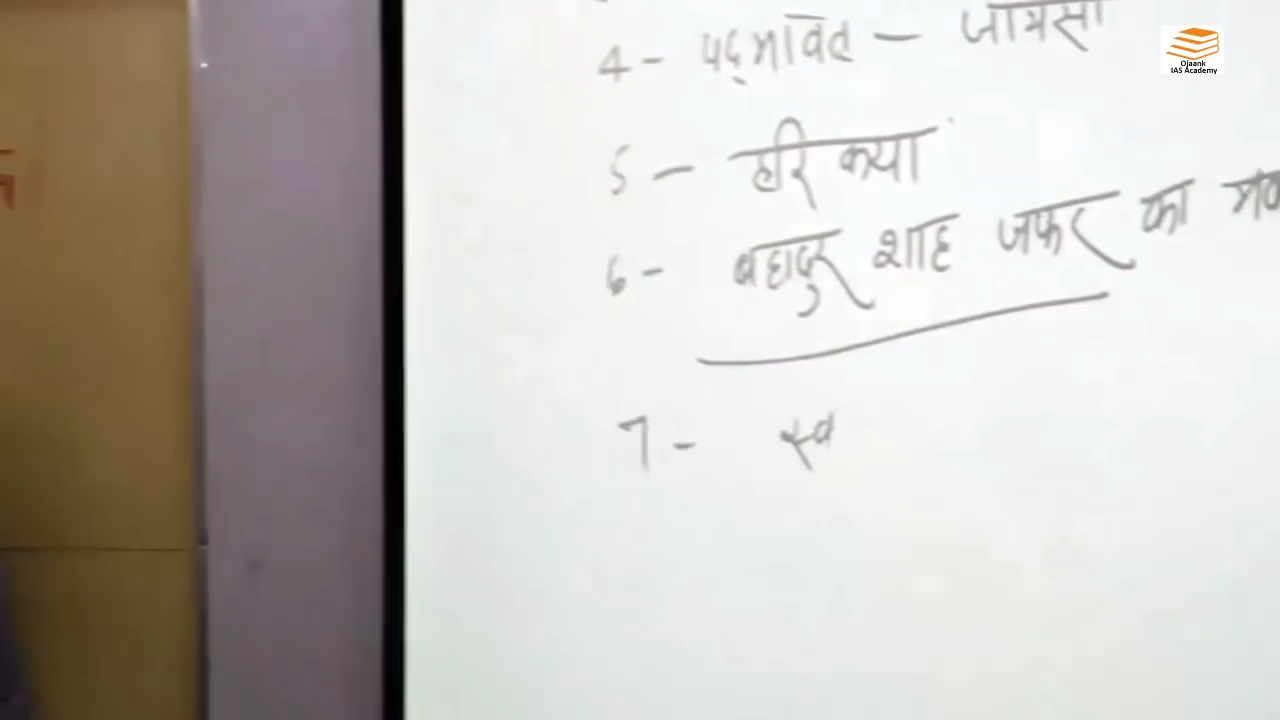 4- पद्मावत — जायसी
Ojaank
IAS Academy
5 — हरि कथा
6- बहादुर शाह जफर का
7- स्व